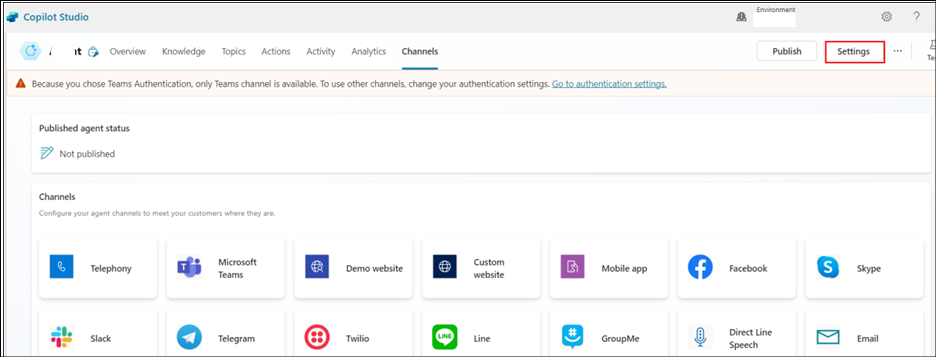 Copilot Studio
Environment
?
Overview Knowledge Topics Actions Activity Analytics Channels Publish Settings ...
Because you chose Teams Authentication, only Teams channel is available. To use other channels, change your authentication settings. Go to authentication settings.
Published agent status
Not published
Channels
Configure your agent channels to meet your customers where they are.
Telephony
Microsoft
Teams
Demo website
Custom
website
Mobile app
Facebook
Skype
Slack
Telegram
Twilio
Line
GroupMe
Direct Line
Speech
Email